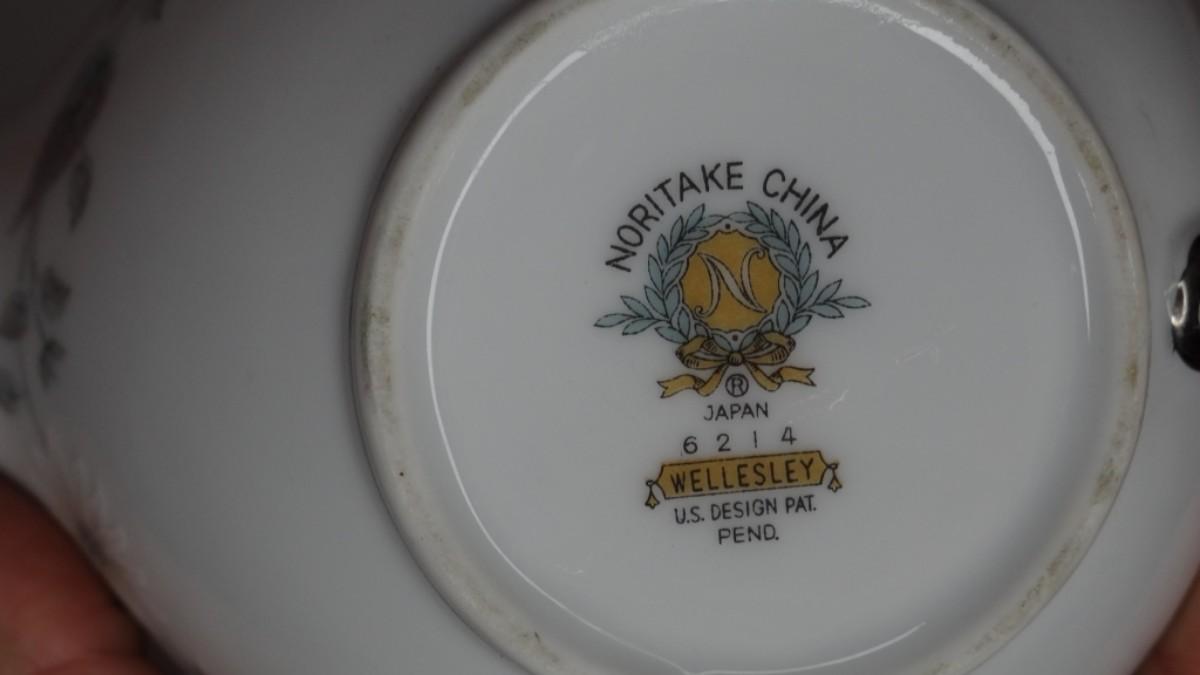 NORITAKE CHINA
N
®
JAPAN
6214
WELLESLEY
U.S. DESIGN PAT.
PEND.